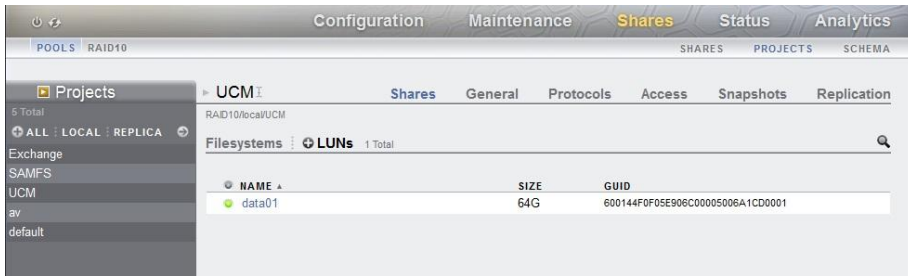 Configuration Maintenance Shares Status Analytics
POOLS RAID10 SHARES PROJECTS SCHEMA
Projects
5 Total
ALL LOCAL REPLICA
Exchange
SAMFS
UCM
av
default
UCM Shares General Protocols Access Snapshots Replication
RAID10/local/UCM
Filesystems LUNs 1 Total
NAME SIZE GUID
data01 64G 600144F0F05E906C00005006A1CD0001